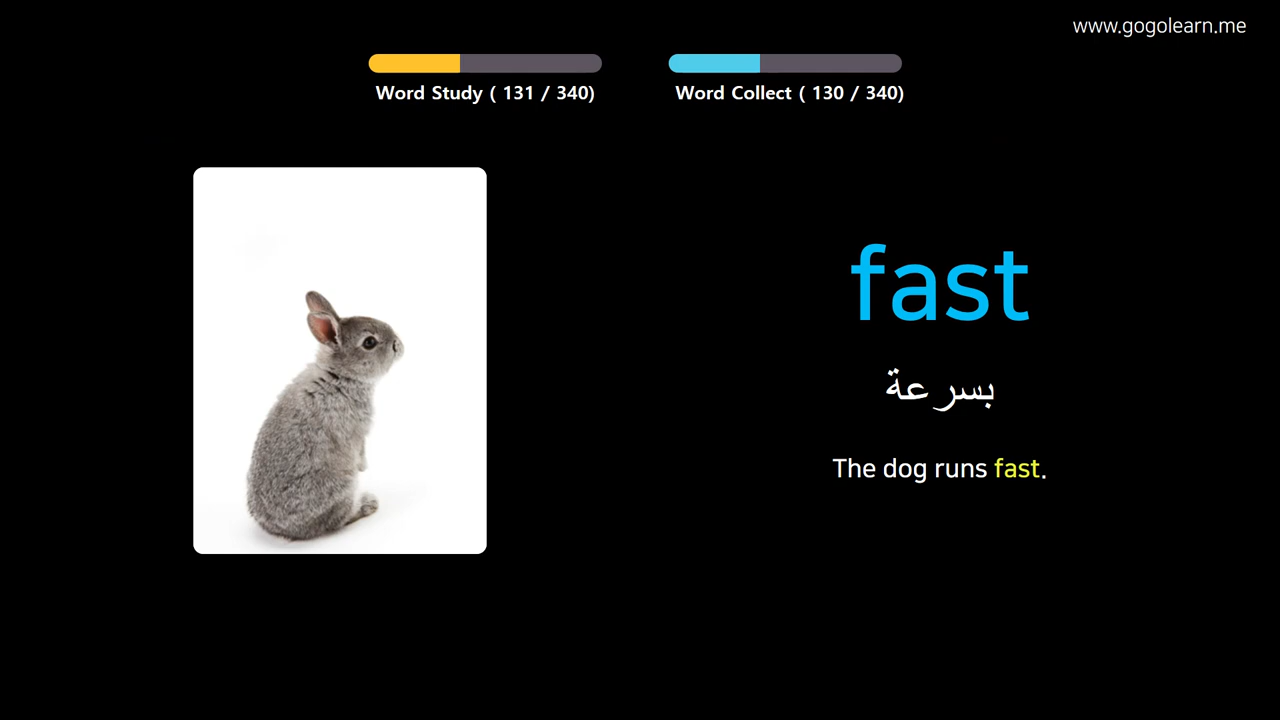 www.gogolearn.me
Word Study ( 131 / 340)
Word Collect ( 130 / 340)
fast
بسرعة
The dog runs fast.